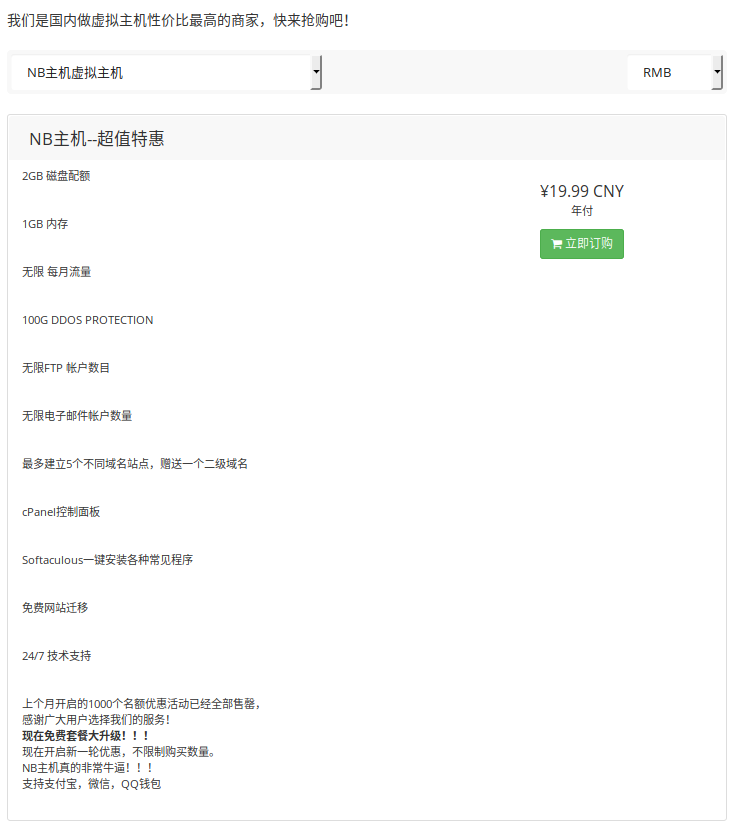 我们是国内做虚拟主机性价比最高的商家，快来抢购吧！
NB主机虚拟主机
RMB
NB主机--超值特惠
2GB 磁盘配额
¥19.99 CNY
年付
立即订购
1GB 内存
无限 每月流量
100G DDOS PROTECTION
无限FTP 帐户数目
无限电子邮件帐户数量
最多建立5个不同域名站点，赠送一个二级域名
cPanel控制面板
Softaculous一键安装各种常见程序
免费网站迁移
24/7 技术支持
上个月开启的1000个名额优惠活动已经全部售罄，
感谢广大用户选择我们的服务！
现在免费套餐大升级！！！
现在开启新一轮优惠，不限制购买数量。
NB主机真的非常牛逼！！！
支持支付宝，微信，QQ钱包